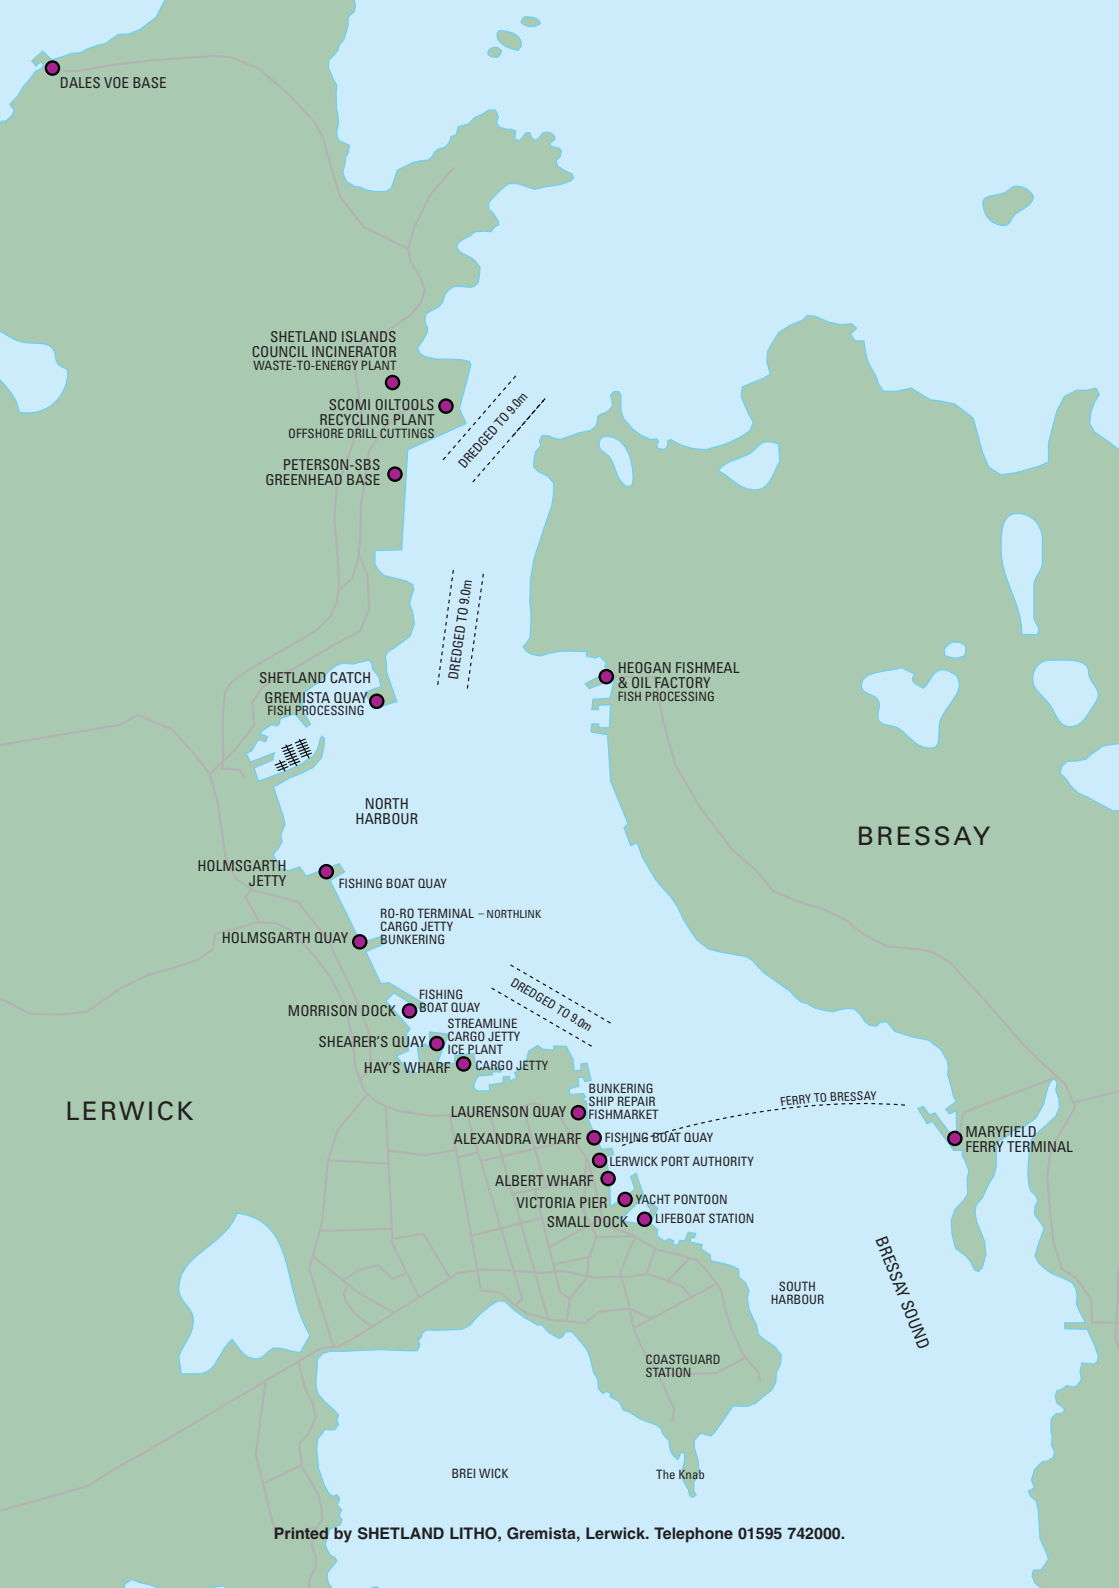 DALES VOE BASE
SHETLAND ISLANDS
COUNCIL INCINERATOR
WASTE-TO-ENERGY PLANT
SCOMI OILTOOLS
RECYCLING PLANT
OFFSHORE DRILL CUTTINGS
DREDGED TO 9.0m
PETERSON-SBS
GREENHEAD BASE
DREDGED TO 9.0m
SHETLAND CATCH
GREMISTA QUAY
FISH PROCESSING
HEOGAN FISHMEAL
& OIL FACTORY
FISH PROCESSING
NORTH
HARBOUR
BRESSAY
HOLMSGARTH
JETTY
FISHING BOAT QUAY
RO-RO TERMINAL – NORTHLINK
CARGO JETTY
BUNKERING
HOLMSGARTH QUAY
DREDGED TO 9.0m
FISHING
BOAT QUAY
MORRISON DOCK
STREAMLINE
CARGO JETTY
ICE PLANT
SHEARER'S QUAY
HAY'S WHARF
CARGO JETTY
LERWICK
BUNKERING
SHIP REPAIR
FISHMARKET
LAURENSON QUAY
FERRY TO BRESSAY
ALEXANDRA WHARF
FISHING BOAT QUAY
MARYFIELD
FERRY TERMINAL
LERWICK PORT AUTHORITY
ALBERT WHARF
VICTORIA PIER
YACHT PONTOON
SMALL DOCK
LIFEBOAT STATION
BRESSAY SOUND
SOUTH
HARBOUR
COASTGUARD
STATION
BREI WICK
The Knab
Printed by SHETLAND LITHO, Gremista, Lerwick. Telephone 01595 742000.